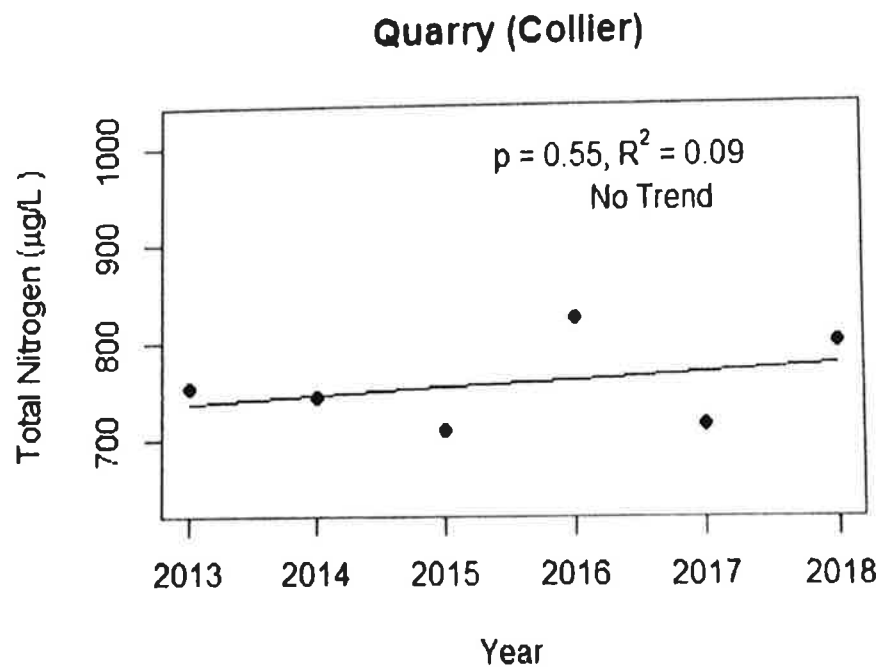 Quarry (Collier)
p = 0.55, R² = 0.09
No Trend
Total Nitrogen (µg/L )
1000
900
800
700
2013 2014 2015 2016 2017 2018
Year